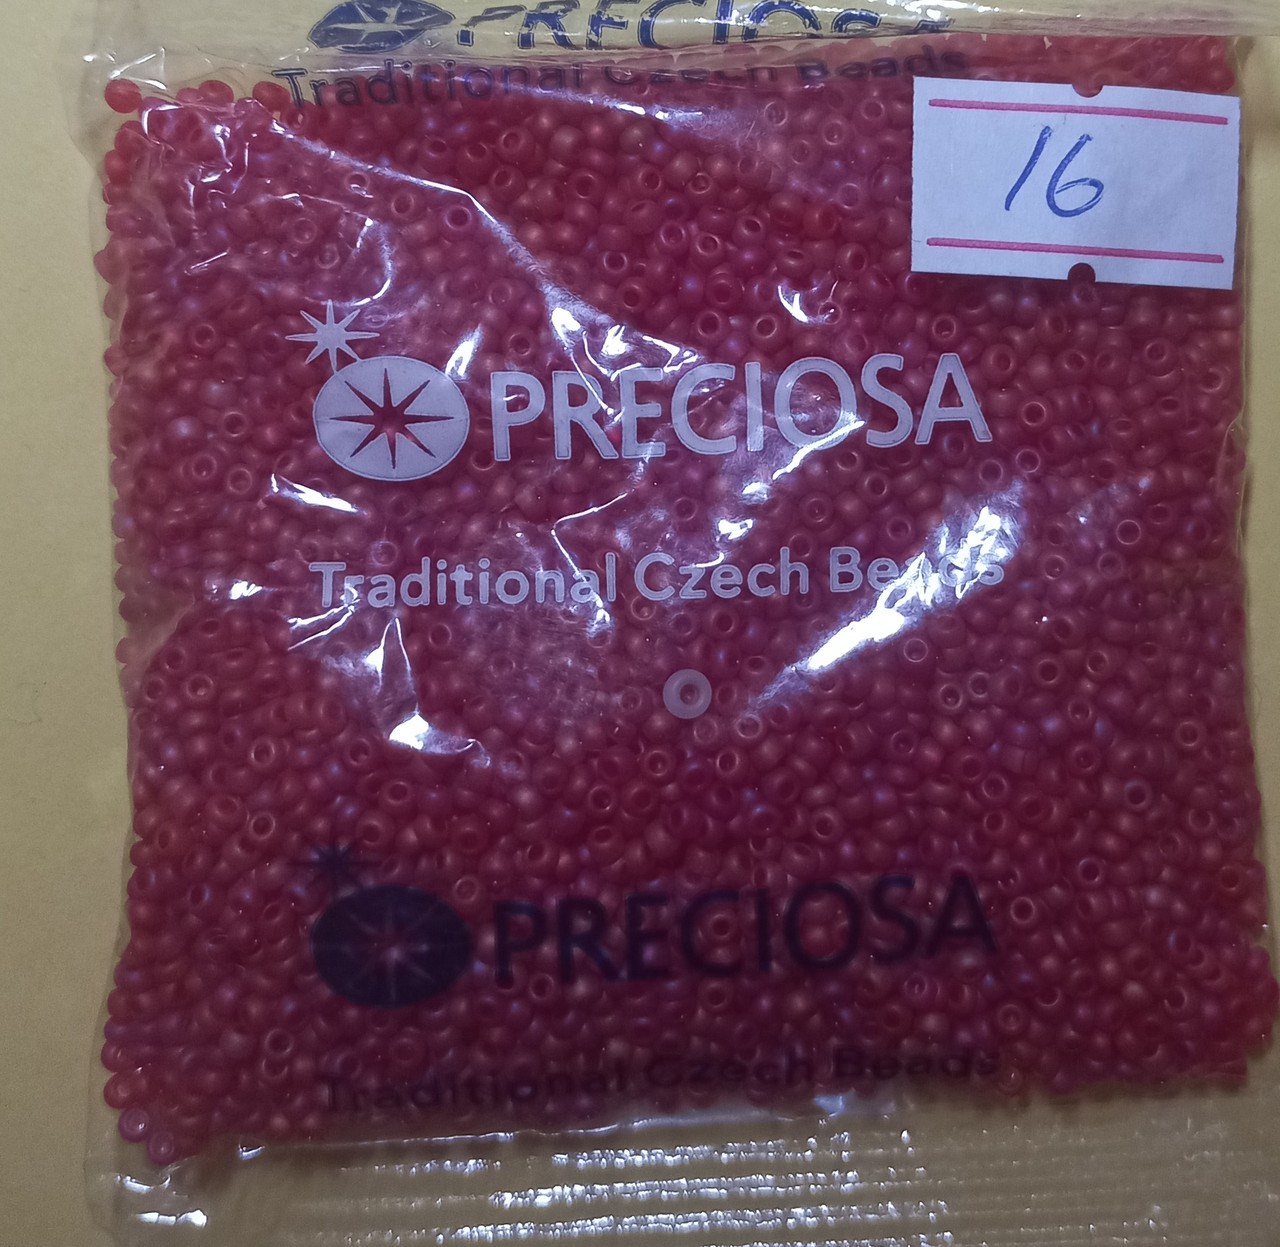 PRECIOSA
Traditional Czech Beads
16
PRECIOSA
Traditional Czech Beads
PRECIOSA
Traditional Czech Beads